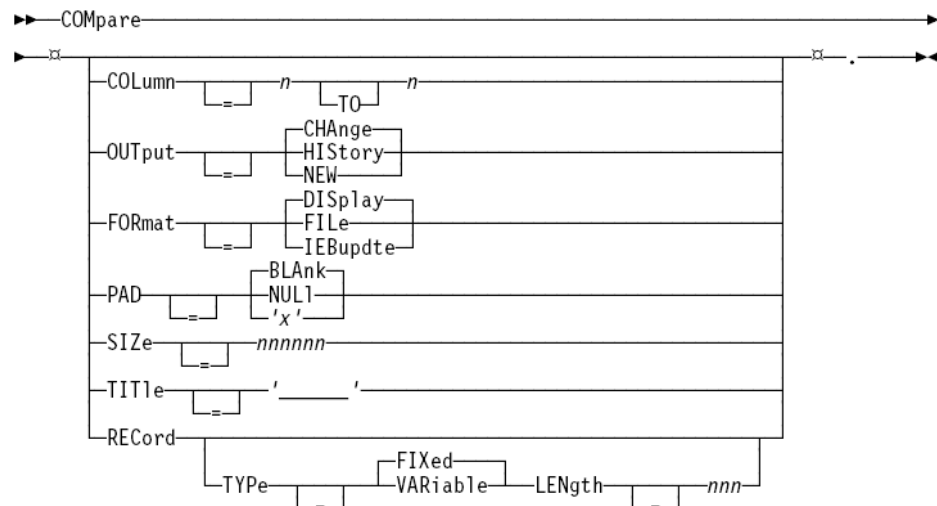 COMpare
¤ ¤ .
COLumn = n TO n
CHAnge
OUTput = HIStory
NEW
DISplay
FORmat = FILe
IEBupdte
BLAnk
PAD = NULl
'x'
SIZe = nnnnnn
TITle = '______'
RECord
FIXed
TYPe = VARiable LENgth = nnn